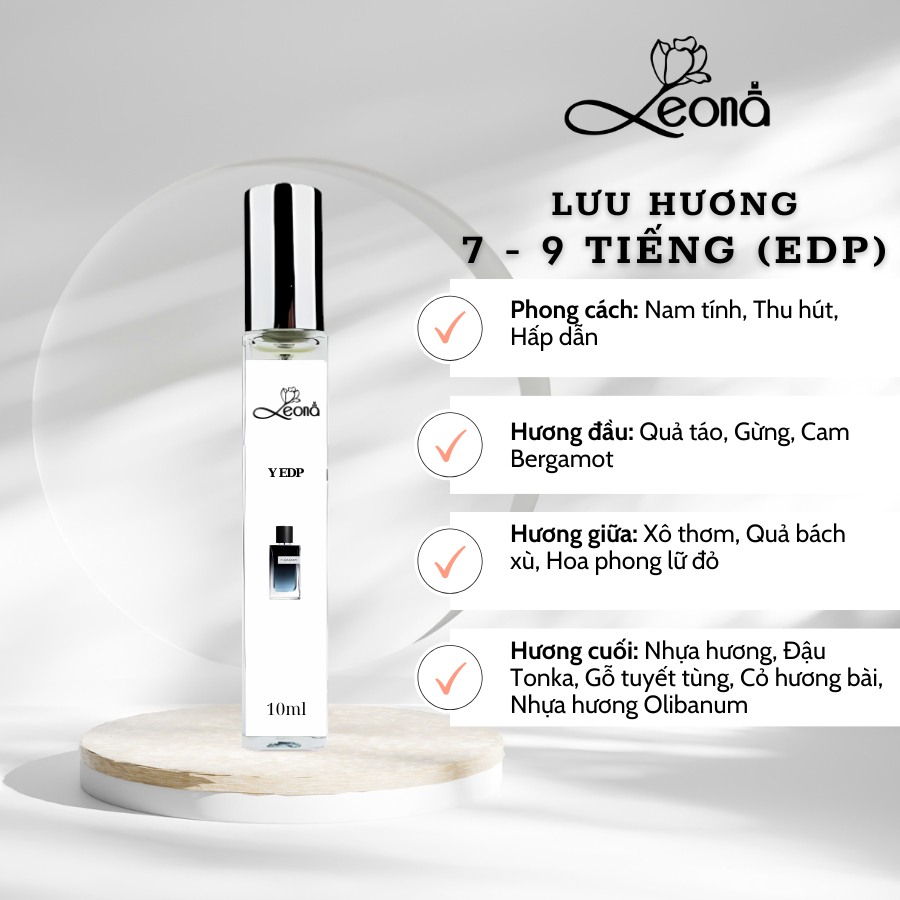 Leona
LƯU HƯƠNG
7 - 9 TIẾNG (EDP)
Phong cách: Nam tính, Thu hút,
Hấp dẫn
Hương đầu: Quả táo, Gừng, Cam
Bergamot
Hương giữa: Xô thơm, Quả bách
xù, Hoa phong lữ đỏ
Hương cuối: Nhựa hương, Đậu
Tonka, Gỗ tuyết tùng, Cỏ hương bài,
Nhựa hương Olibanum
Leona
Y EDP
10ml